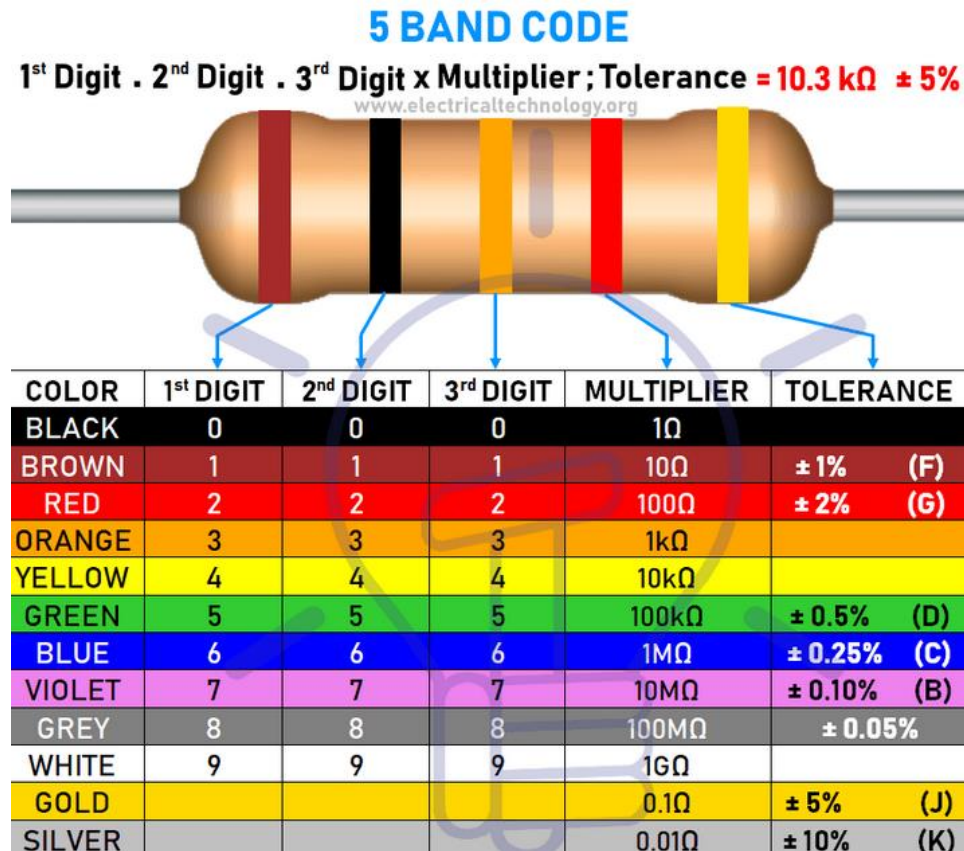 5 BAND CODE
1st Digit . 2nd Digit . 3rd Digit x Multiplier ; Tolerance = 10.3 kΩ ± 5%
www.electricaltechnology.org
COLOR 1st DIGIT 2nd DIGIT 3rd DIGIT MULTIPLIER TOLERANCE
BLACK 0 0 0 1Ω
BROWN 1 1 1 10Ω ± 1% (F)
RED 2 2 2 100Ω ± 2% (G)
ORANGE 3 3 3 1kΩ
YELLOW 4 4 4 10kΩ
GREEN 5 5 5 100kΩ ± 0.5% (D)
BLUE 6 6 6 1MΩ ± 0.25% (C)
VIOLET 7 7 7 10MΩ ± 0.10% (B)
GREY 8 8 8 100MΩ ± 0.05%
WHITE 9 9 9 1GΩ
GOLD 0.1Ω ± 5% (J)
SILVER 0.01Ω ± 10% (K)